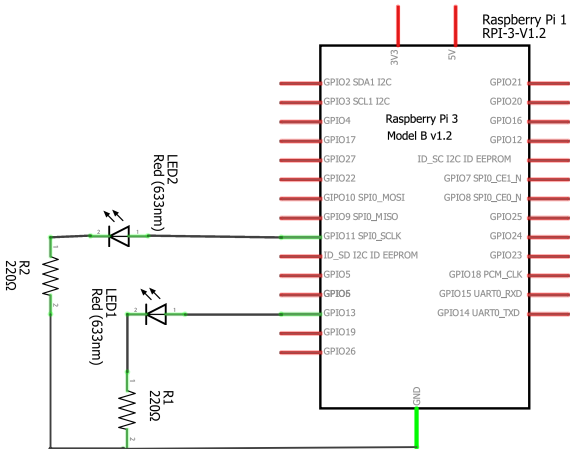 Raspberry Pi 1
RPI-3-V1.2
3V3
5V
GPIO2 SDA1 I2C
GPIO3 SCL1 I2C
GPIO4
GPIO17
GPIO27
GPIO22
GIPO10 SPI0_MOSI
GPIO9 SPI0_MISO
GPIO11 SPI0_SCLK
ID_SD I2C ID EEPROM
GPIO5
GPIO6
GPIO13
GPIO19
GPIO26
Raspberry Pi 3
Model B v1.2
GPIO21
GPIO20
GPIO16
GPIO12
ID_SC I2C ID EEPROM
GPIO7 SPI0_CE1_N
GPIO8 SPI0_CE0_N
GPIO25
GPIO24
GPIO23
GPIO18 PCM_CLK
GPIO15 UART0_RXD
GPIO14 UART0_TXD
GND
LED2
Red (633nm)
2
1
R2
220Ω
1
2
LED1
Red (633nm)
2
1
R1
220Ω
1
2